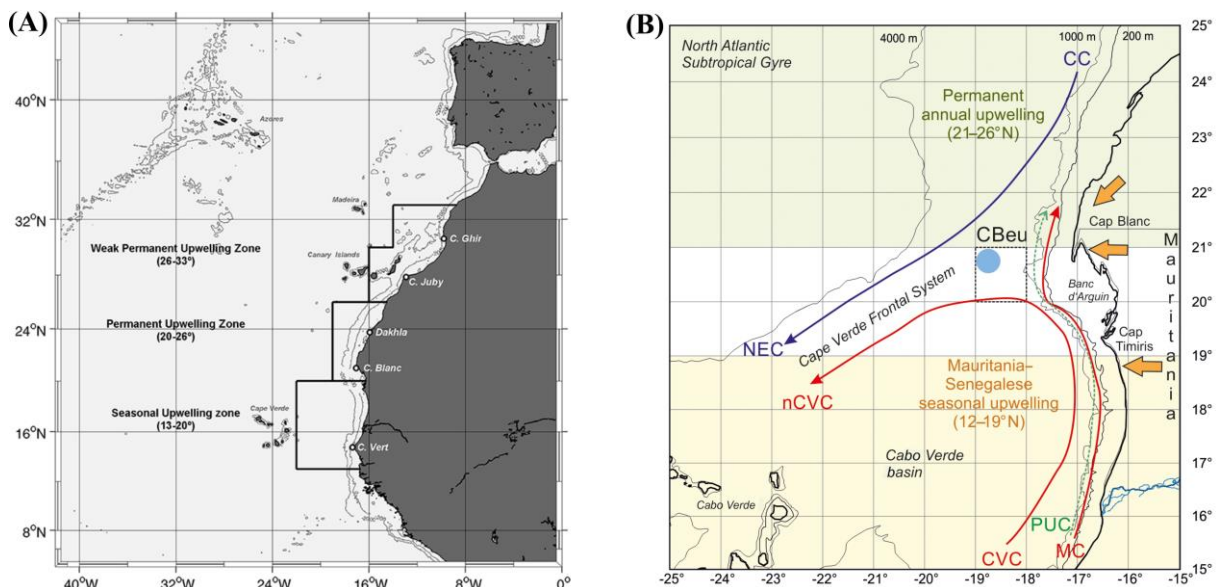 (A)
40°N
32°N
24°N
16°N
8°N
40°W
32°W
24°W
16°W
8°W
0°
Azores
Madeira
Canary Islands
Cape Verde
C. Ghir
C. Juby
Dakhla
C. Blanc
C. Vert
Weak Permanent Upwelling Zone
(26-33°)
Permanent Upwelling Zone
(20-26°)
Seasonal Upwelling zone
(13-20°)
(B)
North Atlantic
Subtropical Gyre
4000 m
1000 m
200 m
CC
Permanent
annual upwelling
(21–26°N)
CBeu
Cap Blanc
Banc
d'Arguin
Cap
Timiris
Mauritania
Cape Verde Frontal System
NEC
nCVC
Mauritania–
Senegalese
seasonal upwelling
(12–19°N)
Cabo Verde
basin
Cabo Verde
PUC
CVC
MC
25°
24°
23°
22°
21°
20°
19°
18°
17°
16°
15°
-25°
-24°
-23°
-22°
-21°
-20°
-19°
-18°
-17°
-16°
-15°